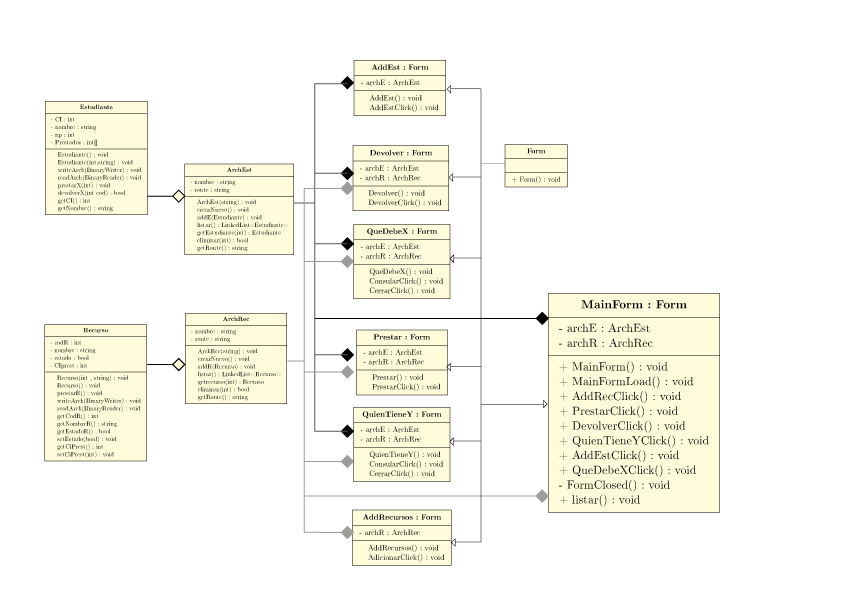 Estudiante
- CI : int
- nombre : string
- np : int
- Prestados : int[]
Estudiante() : void
Estudiante(int,string) : void
writeArch(BinaryWriter) : void
readArch(BinaryReader) : void
prestarX(int) : void
devolverX(int cod) : bool
getCI() : int
getNombre() : string
ArchEst
- nombre : string
- route : string
ArchEst(string) : void
crearNuevo() : void
addE(Estudiante) : void
listar() : LinkedList<Estudiante>
getEstudiante(int) : Estudiante
eliminar(int) : bool
getRoute() : string
Recurso
- codR : int
- nombre : string
- estado : bool
- CIprest : int
Recurso(int , string) : void
Recurso() : void
prestarR() : void
writeArch(BinaryWriter) : void
readArch(BinaryReader) : void
getCodR() : int
getNombreR() : string
getEstadoR() : bool
setEstado(bool) : void
getCiPrest() : int
setCiPrest(int) : void
ArchRec
- nombre : string
- route : string
ArchRec(string) : void
crearNuevo() : void
addR(Recurso) : void
listar() : LinkedList<Recurso>
getrecurso(int) : Recurso
eliminar(int) : bool
getRoute() : string
AddEst : Form
- archE : ArchEst
AddEst() : void
AddEstClick() : void
Devolver : Form
- archE : ArchEst
- archR : ArchRec
Devolver() : void
DevolverClick() : void
QueDebeX : Form
- archE : ArchEst
- archR : ArchRec
QueDebeX() : void
ConsularClick() : void
CerrarClick() : void
Prestar : Form
- archE : ArchEst
- archR : ArchRec
Prestar() : void
PrestarClick() : void
QuienTieneY : Form
- archE : ArchEst
- archR : ArchRec
QuienTieneY() : void
ConsularClick() : void
CerrarClick() : void
AddRecursos : Form
- archR : ArchRec
AddRecursos() : void
AdicionarClick() : void
Form
+ Form() : void
MainForm : Form
- archE : ArchEst
- archR : ArchRec
+ MainForm() : void
+ MainFormLoad() : void
+ AddRecClick() : void
+ PrestarClick() : void
+ DevolverClick() : void
+ QuienTieneYClick() : void
+ AddEstClick() : void
+ QueDebeXClick() : void
- FormClosed() : void
+ listar() : void